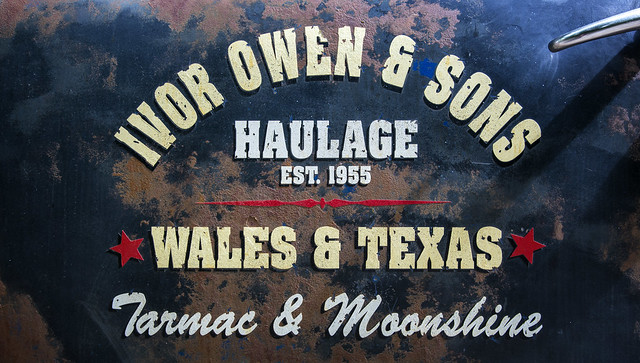 IVOR OWEN & SONS
HAULAGE
EST. 1955
WALES & TEXAS
Tarmac & Moonshine